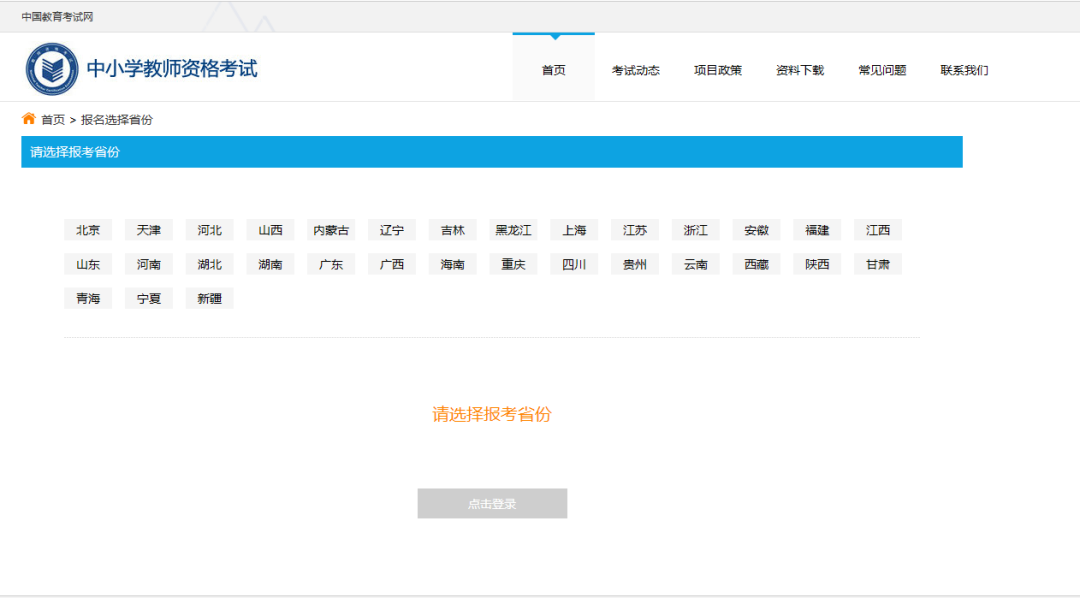 中国教育考试网
中小学教师资格考试
首页 考试动态 项目政策 资料下载 常见问题 联系我们
首页 > 报名选择省份
请选择报考省份
北京 天津 河北 山西 内蒙古 辽宁 吉林 黑龙江 上海 江苏 浙江 安徽 福建 江西
山东 河南 湖北 湖南 广东 广西 海南 重庆 四川 贵州 云南 西藏 陕西 甘肃
青海 宁夏 新疆
请选择报考省份
点击登录